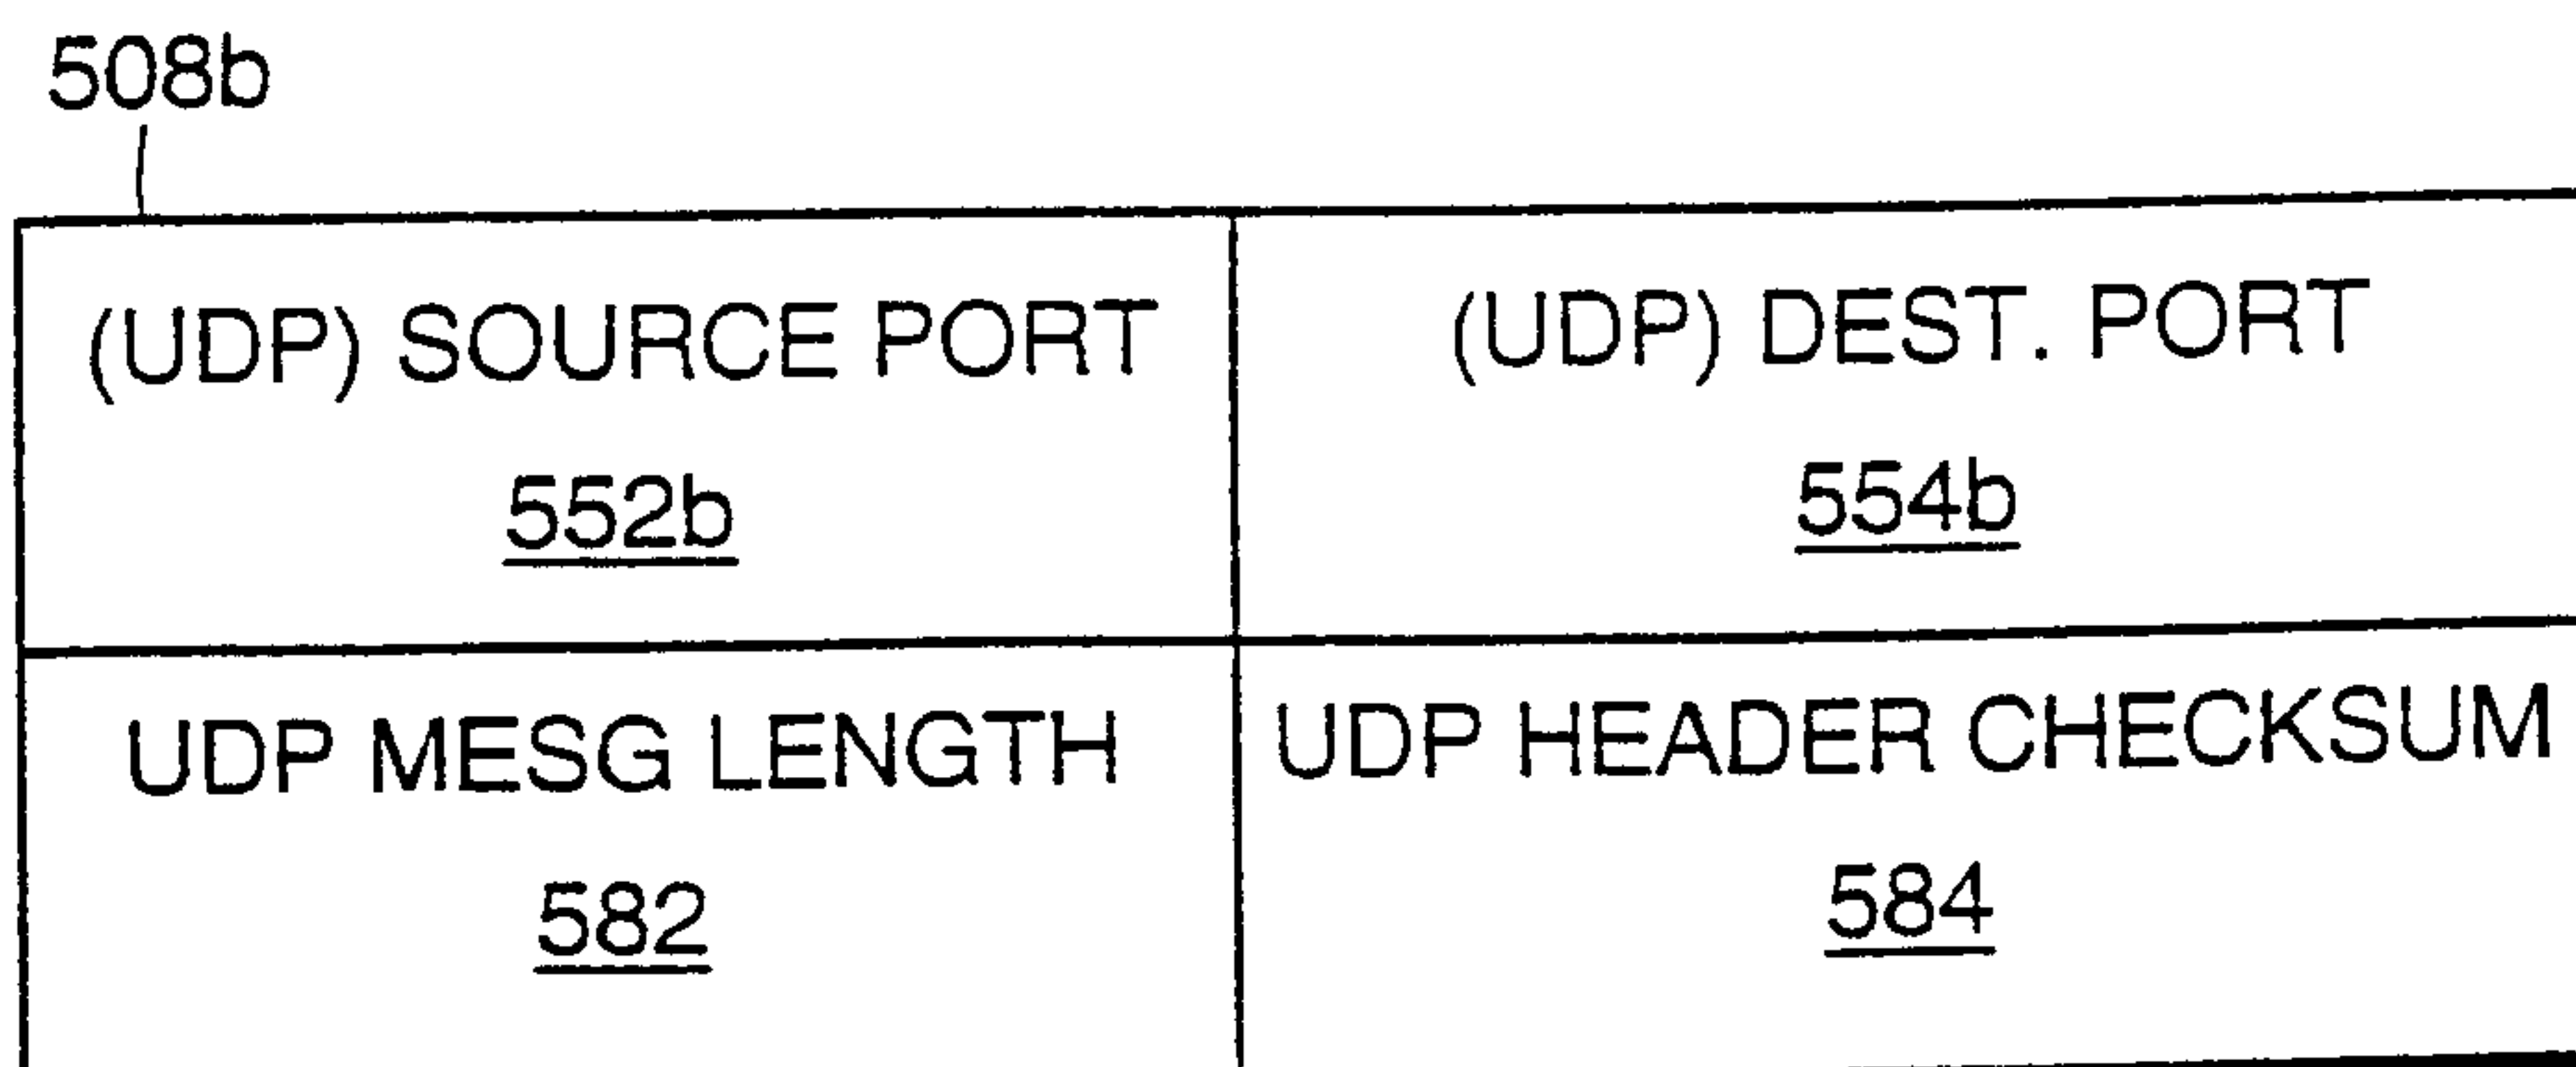 508b
(UDP) SOURCE PORT
552b
(UDP) DEST. PORT
554b
UDP MESG LENGTH
582
UDP HEADER CHECKSUM
584